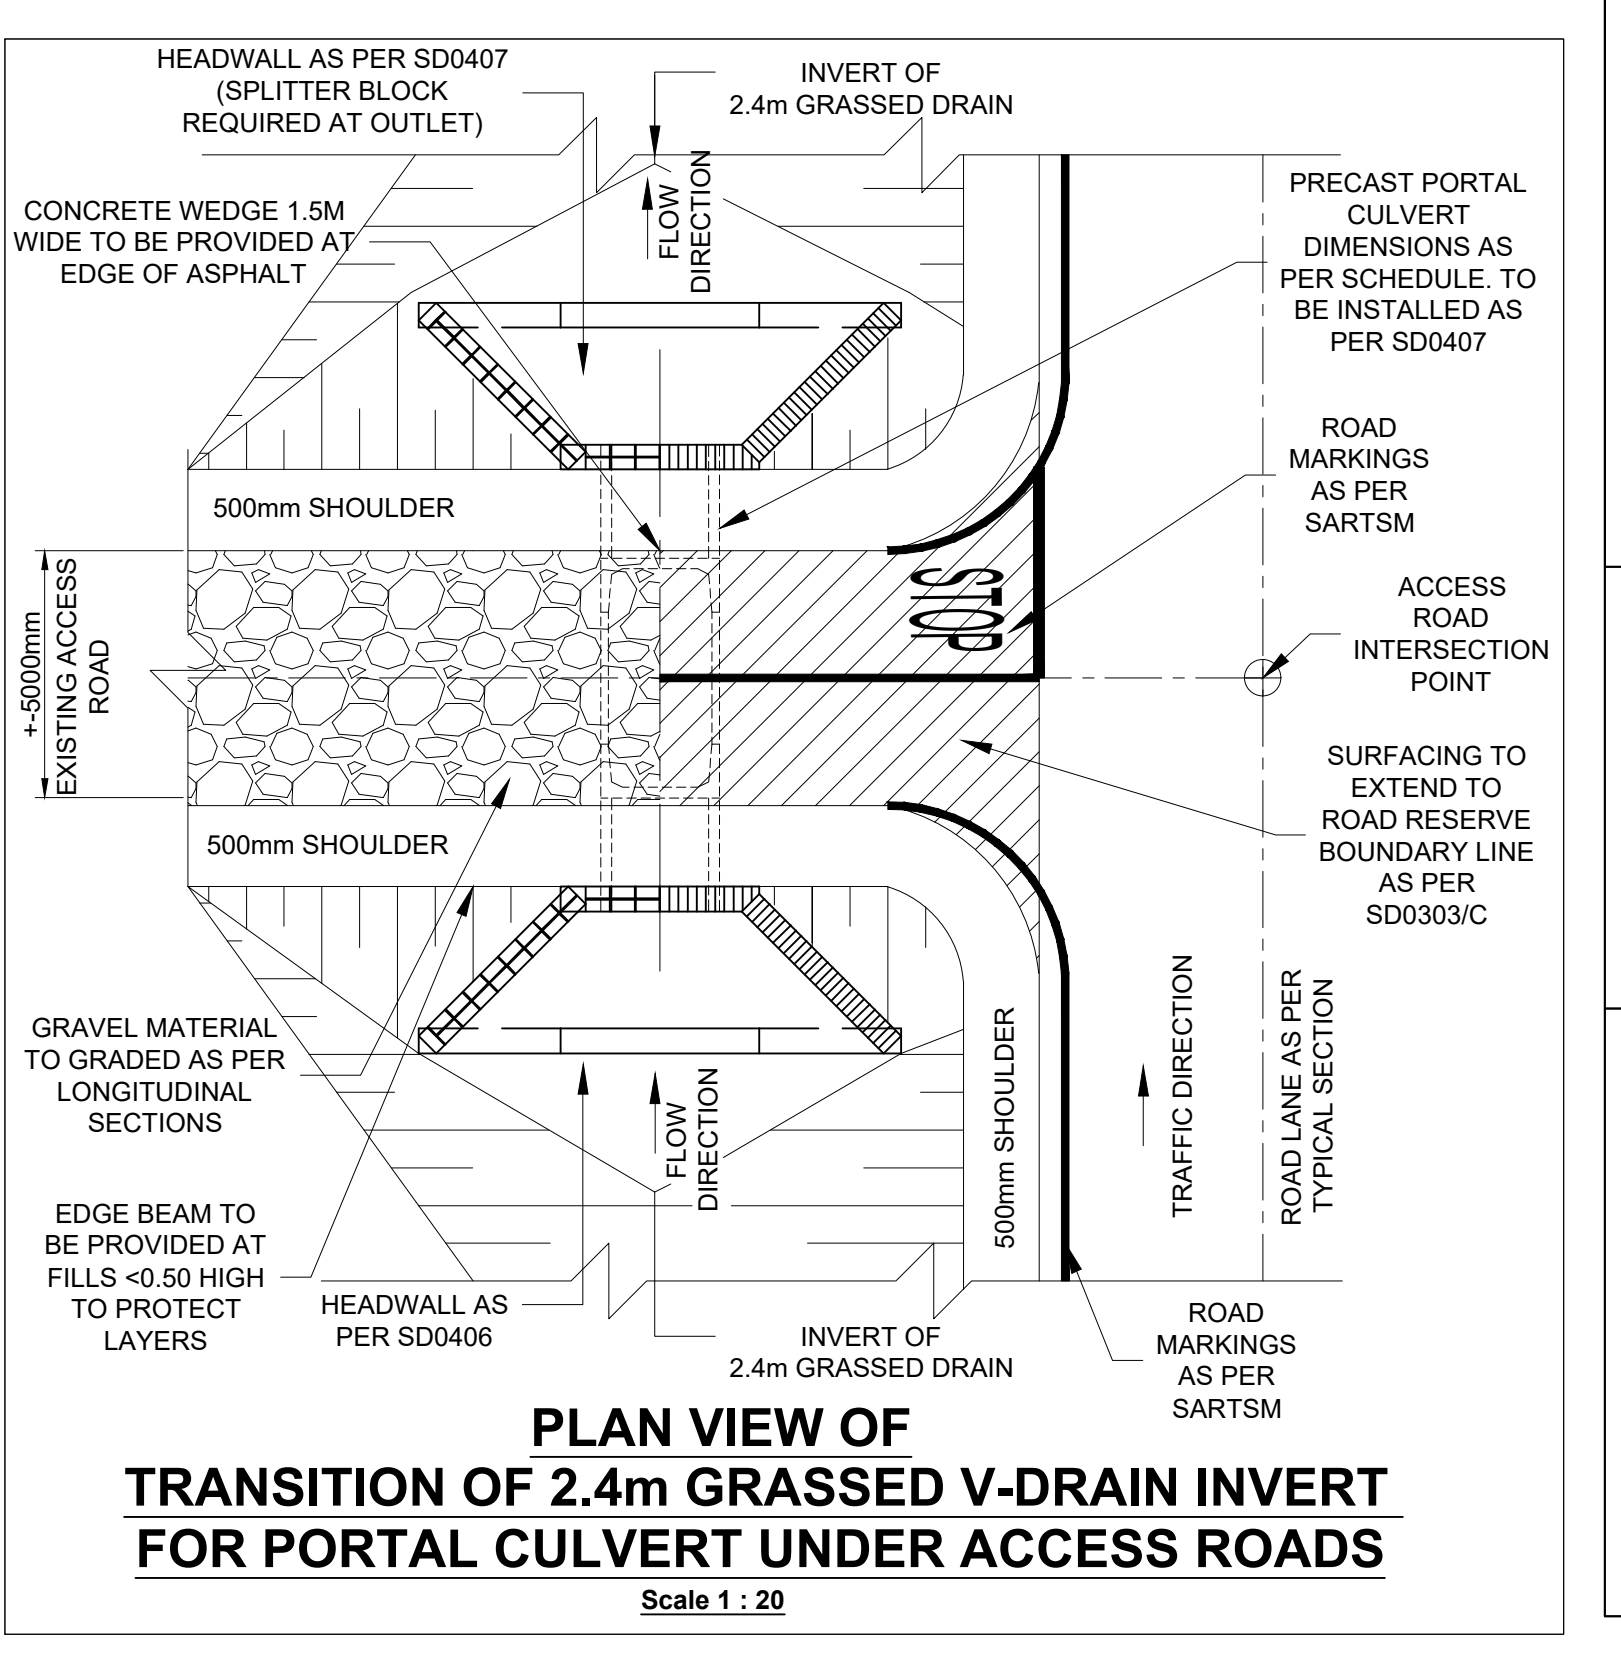 HEADWALL AS PER SD0407
(SPLITTER BLOCK
REQUIRED AT OUTLET)
INVERT OF
2.4m GRASSED DRAIN
FLOW
DIRECTION
CONCRETE WEDGE 1.5M
WIDE TO BE PROVIDED AT
EDGE OF ASPHALT
PRECAST PORTAL
CULVERT
DIMENSIONS AS
PER SCHEDULE. TO
BE INSTALLED AS
PER SD0407
ROAD
MARKINGS
AS PER
SARTSM
500mm SHOULDER
+-5000mm
EXISTING ACCESS
ROAD
STOP
ACCESS
ROAD
INTERSECTION
POINT
SURFACING TO
EXTEND TO
ROAD RESERVE
BOUNDARY LINE
AS PER
SD0303/C
500mm SHOULDER
GRAVEL MATERIAL
TO GRADED AS PER
LONGITUDINAL
SECTIONS
FLOW
DIRECTION
500mm SHOULDER
TRAFFIC DIRECTION
ROAD LANE AS PER
TYPICAL SECTION
EDGE BEAM TO
BE PROVIDED AT
FILLS <0.50 HIGH
TO PROTECT
LAYERS
HEADWALL AS
PER SD0406
INVERT OF
2.4m GRASSED DRAIN
ROAD
MARKINGS
AS PER
SARTSM
PLAN VIEW OF
TRANSITION OF 2.4m GRASSED V-DRAIN INVERT
FOR PORTAL CULVERT UNDER ACCESS ROADS
Scale 1 : 20